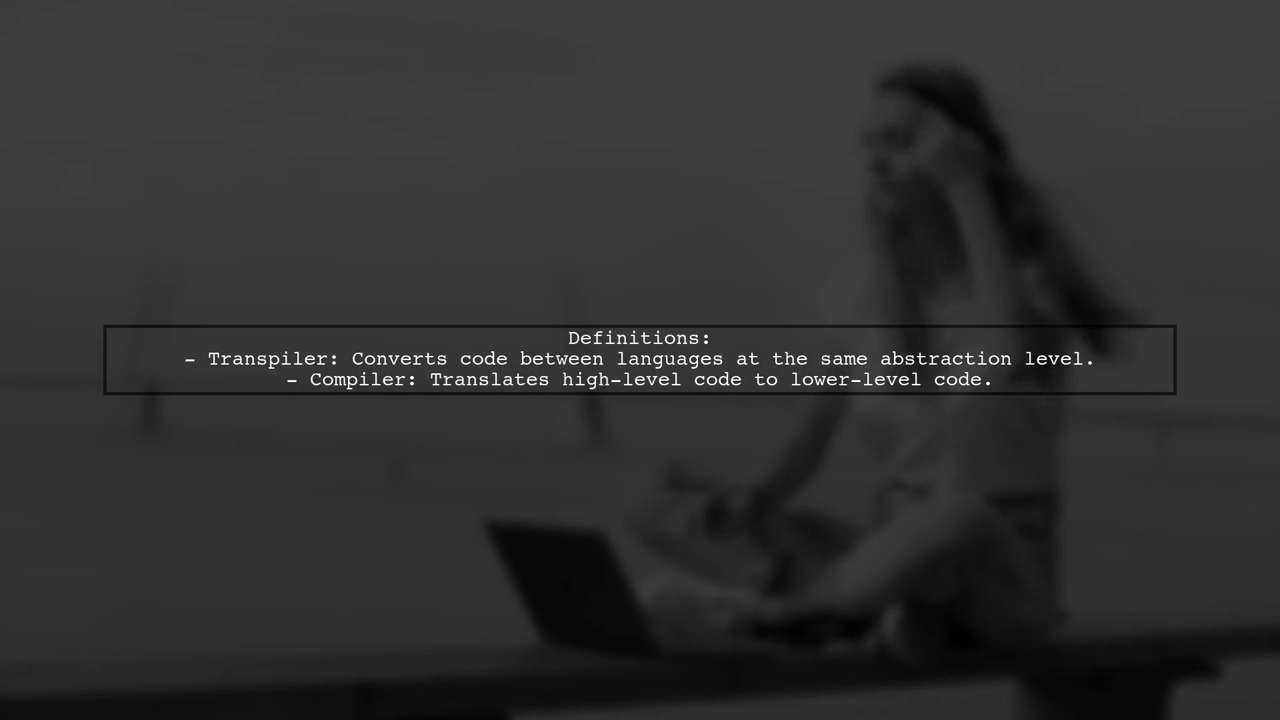 Definitions:
- Transpiler: Converts code between languages at the same abstraction level.
- Compiler: Translates high-level code to lower-level code.